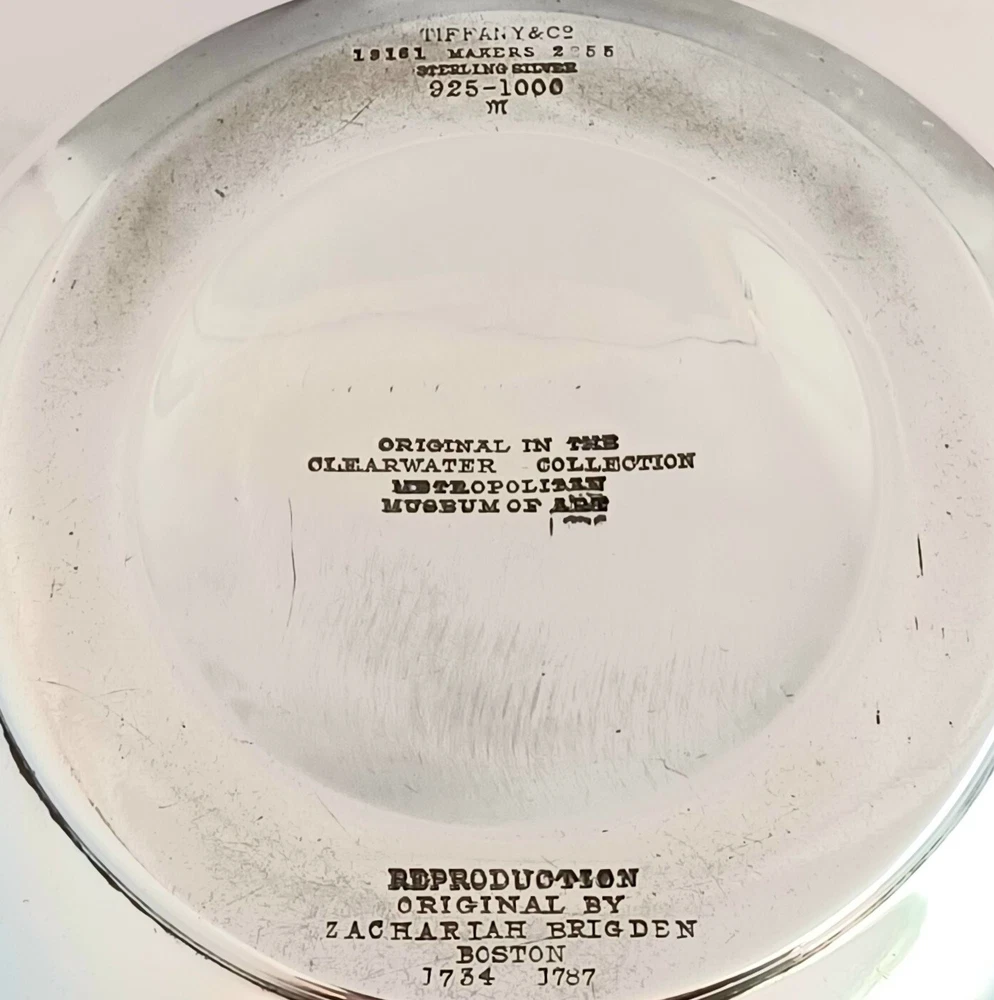 TIFFANY & Cº
19161 MAKERS 2255
STERLING SILVER
925-1000
M
ORIGINAL IN THE
CLEARWATER COLLECTION
METROPOLITAN
MUSEUM OF ART
REPRODUCTION
ORIGINAL BY
ZACHARIAH BRIGDEN
BOSTON
1734 1787